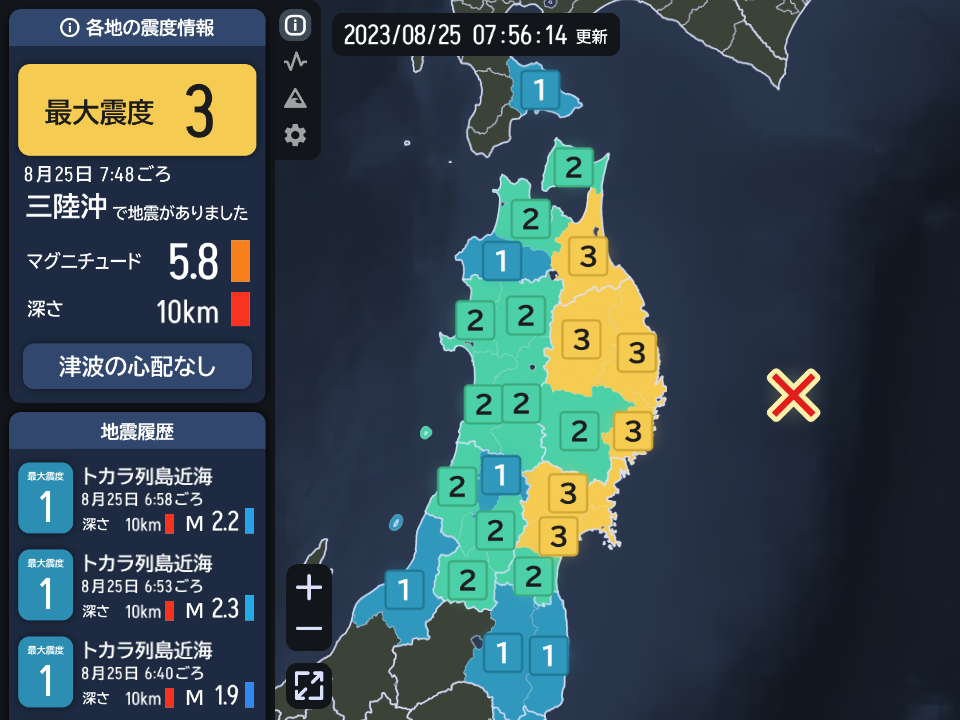 各地の震度情報
最大震度 3
8月25日 7:48ごろ
三陸沖 で地震がありました
マグニチュード 5.8
深さ 10km
津波の心配なし
地震履歴
最大震度
1
トカラ列島近海
8月25日 6:58ごろ
深さ 10km M 2.2
最大震度
1
トカラ列島近海
8月25日 6:53ごろ
深さ 10km M 2.3
最大震度
1
トカラ列島近海
8月25日 6:40ごろ
深さ 10km M 1.9
2023/08/25 07:56:14 更新
1
2
2
1 3
2 2
3 3
2 2
2 3
2 1 3
2 3
1 2 2
1 1
+
−